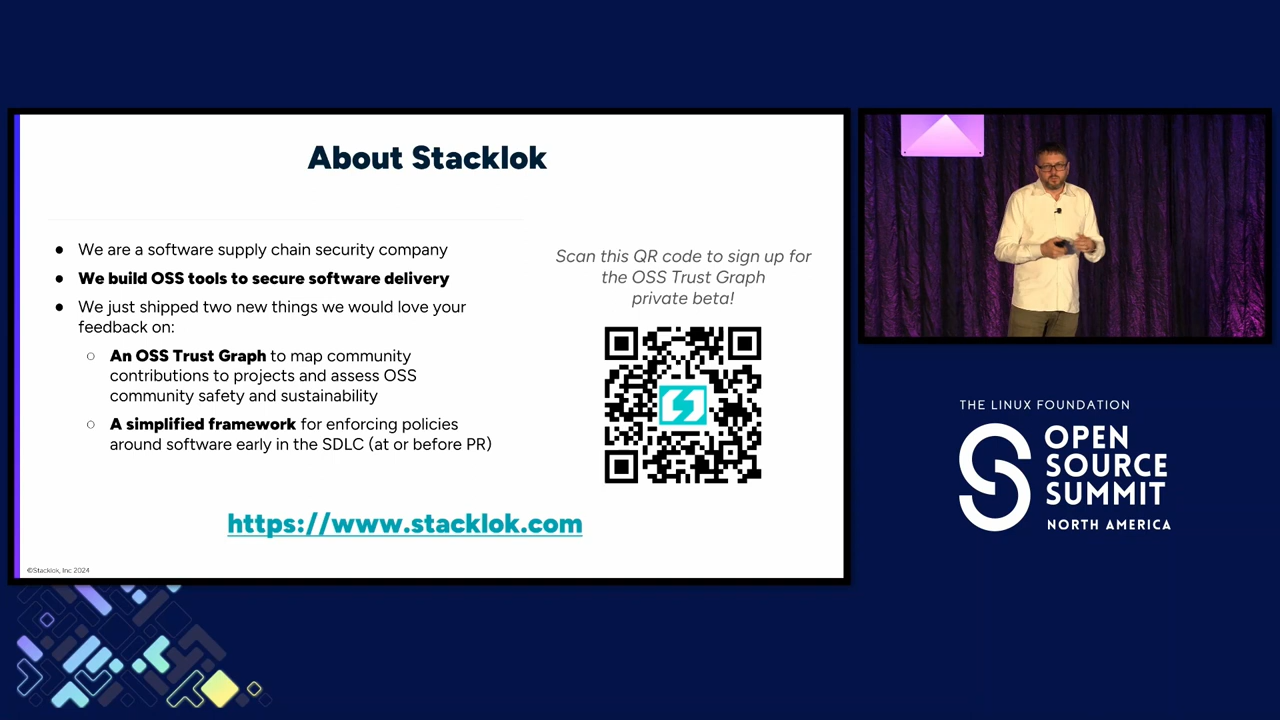 About Stacklok
● We are a software supply chain security company
● We build OSS tools to secure software delivery
● We just shipped two new things we would love your
feedback on:
○ An OSS Trust Graph to map community
contributions to projects and assess OSS
community safety and sustainability
○ A simplified framework for enforcing policies
around software early in the SDLC (at or before PR)
Scan this QR code to sign up for
the OSS Trust Graph
private beta!
https://www.stacklok.com
©Stacklok, Inc 2024
THE LINUX FOUNDATION
OPEN
SOURCE
SUMMIT
NORTH AMERICA